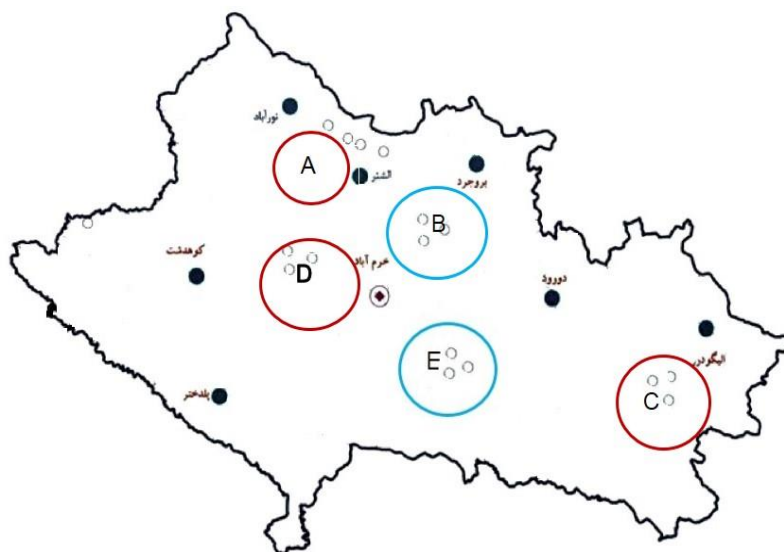 نورآباد
A
الشتر
بروجرد
B
کوهدشت
خرم آباد
D
دورود
E
الیگودرز
پلدختر
C